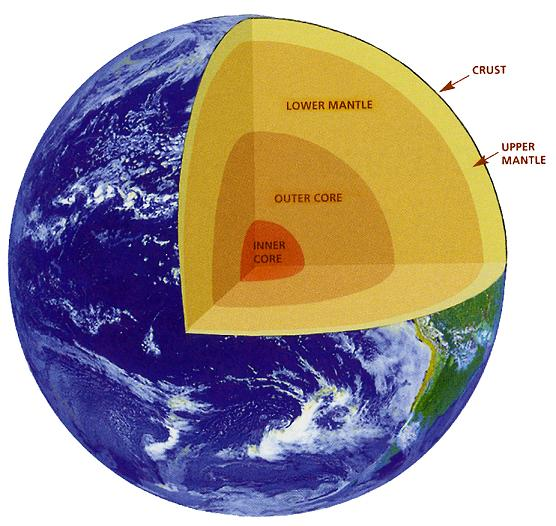 CRUST
LOWER MANTLE
UPPER
MANTLE
OUTER CORE
INNER
CORE